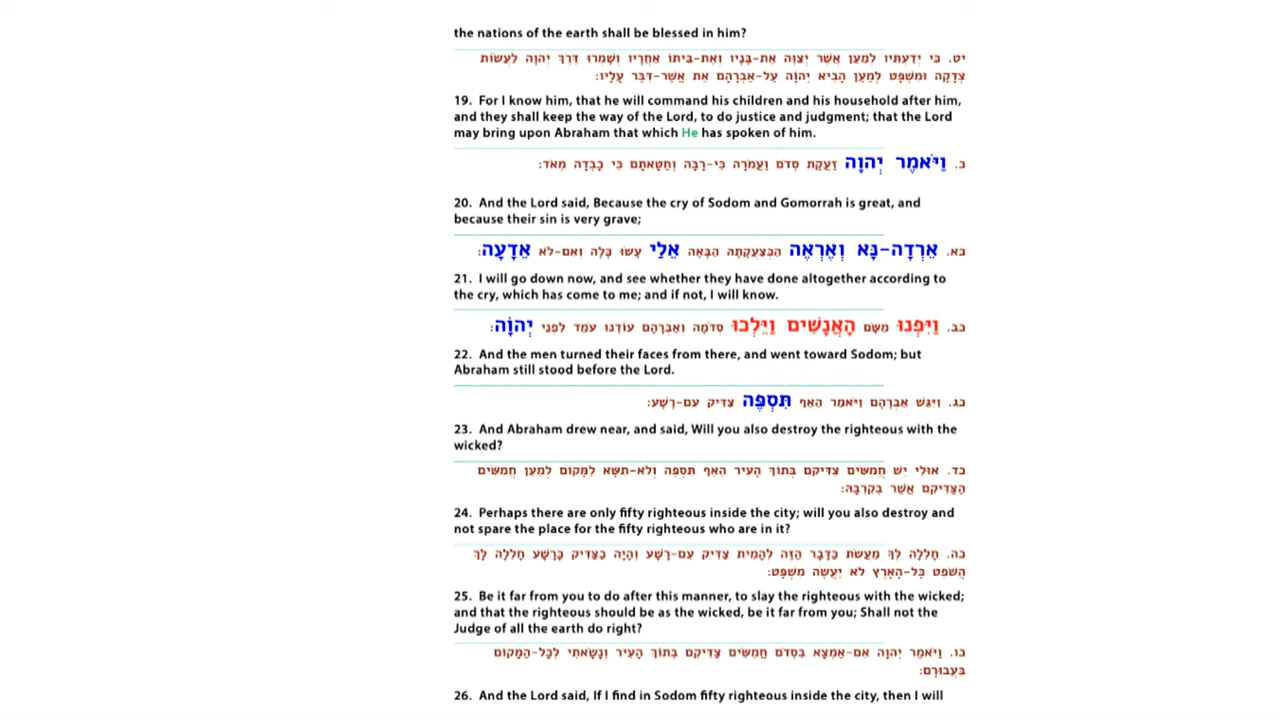 the nations of the earth shall be blessed in him?
יט. כִּי יְדַעְתִּיו לְמַעַן אֲשֶׁר יְצַוֶּה אֶת-בָּנָיו וְאֶת-בֵּיתוֹ אַחֲרָיו וְשָׁמְרוּ דֶּרֶךְ יְהוָה לַעֲשׂוֹת
צְדָקָה וּמִשְׁפָּט לְמַעַן הָבִיא יְהוָֹה עַל-אַבְרָהָם אֵת אֲשֶׁר-דִּבֶּר עָלָיו:
19. For I know him, that he will command his children and his household after him,
and they shall keep the way of the Lord, to do justice and judgment; that the Lord
may bring upon Abraham that which He has spoken of him.
כ. וַיֹּאמֶר יְהוָה זַעֲקַת סְדֹם וַעֲמֹרָה כִּי-רָבָּה וְחַטָּאתָם כִּי כָבְדָה מְאֹד:
20. And the Lord said, Because the cry of Sodom and Gomorrah is great, and
because their sin is very grave;
כא. אֵרְדָה-נָּא וְאֶרְאֶה הַכְּצַעֲקָתָהּ הַבָּאָה אֵלַי עָשׂוּ כָּלָה וְאִם-לֹא אֵדָעָה:
21. I will go down now, and see whether they have done altogether according to
the cry, which has come to me; and if not, I will know.
כב. וַיִּפְנוּ מִשָּׁם הָאֲנָשִׁים וַיֵּלְכוּ סְדֹמָה וְאַבְרָהָם עוֹדֶנּוּ עֹמֵד לִפְנֵי יְהוָֹה:
22. And the men turned their faces from there, and went toward Sodom; but
Abraham still stood before the Lord.
כג. וַיִּגַּשׁ אַבְרָהָם וַיֹּאמַר הַאַף תִּסְפֶּה צַדִּיק עִם-רָשָׁע:
23. And Abraham drew near, and said, Will you also destroy the righteous with the
wicked?
כד. אוּלַי יֵשׁ חֲמִשִּׁים צַדִּיקִם בְּתוֹךְ הָעִיר הַאַף תִּסְפֶּה וְלֹא-תִשָּׂא לַמָּקוֹם לְמַעַן חֲמִשִּׁים
הַצַּדִּיקִם אֲשֶׁר בְּקִרְבָּהּ:
24. Perhaps there are only fifty righteous inside the city; will you also destroy and
not spare the place for the fifty righteous who are in it?
כה. חָלִלָה לְּךָ מֵעֲשֹׂת כַּדָּבָר הַזֶּה לְהָמִית צַדִּיק עִם-רָשָׁע וְהָיָה כַצַּדִּיק כָּרָשָׁע חָלִלָה לָּךְ
הֲשֹׁפֵט כָּל-הָאָרֶץ לֹא יַעֲשֶׂה מִשְׁפָּט:
25. Be it far from you to do after this manner, to slay the righteous with the wicked;
and that the righteous should be as the wicked, be it far from you; Shall not the
Judge of all the earth do right?
כו. וַיֹּאמֶר יְהוָה אִם-אֶמְצָא בִסְדֹם חֲמִשִּׁים צַדִּיקִם בְּתוֹךְ הָעִיר וְנָשָׂאתִי לְכָל-הַמָּקוֹם
בַּעֲבוּרָם:
26. And the Lord said, If I find in Sodom fifty righteous inside the city, then I will